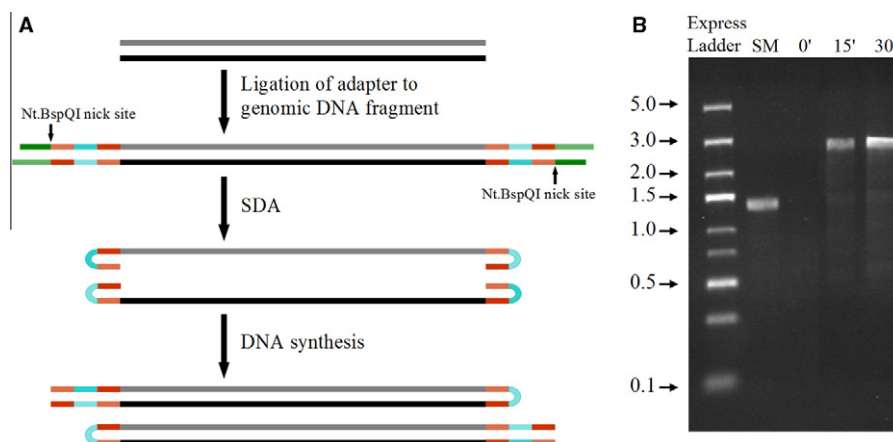 A
Ligation of adapter to
genomic DNA fragment
Nt.BspQI nick site
Nt.BspQI nick site
SDA
DNA synthesis
B
Express
Ladder SM 0' 15' 30
5.0
3.0
2.0
1.5
1.0
0.5
0.1